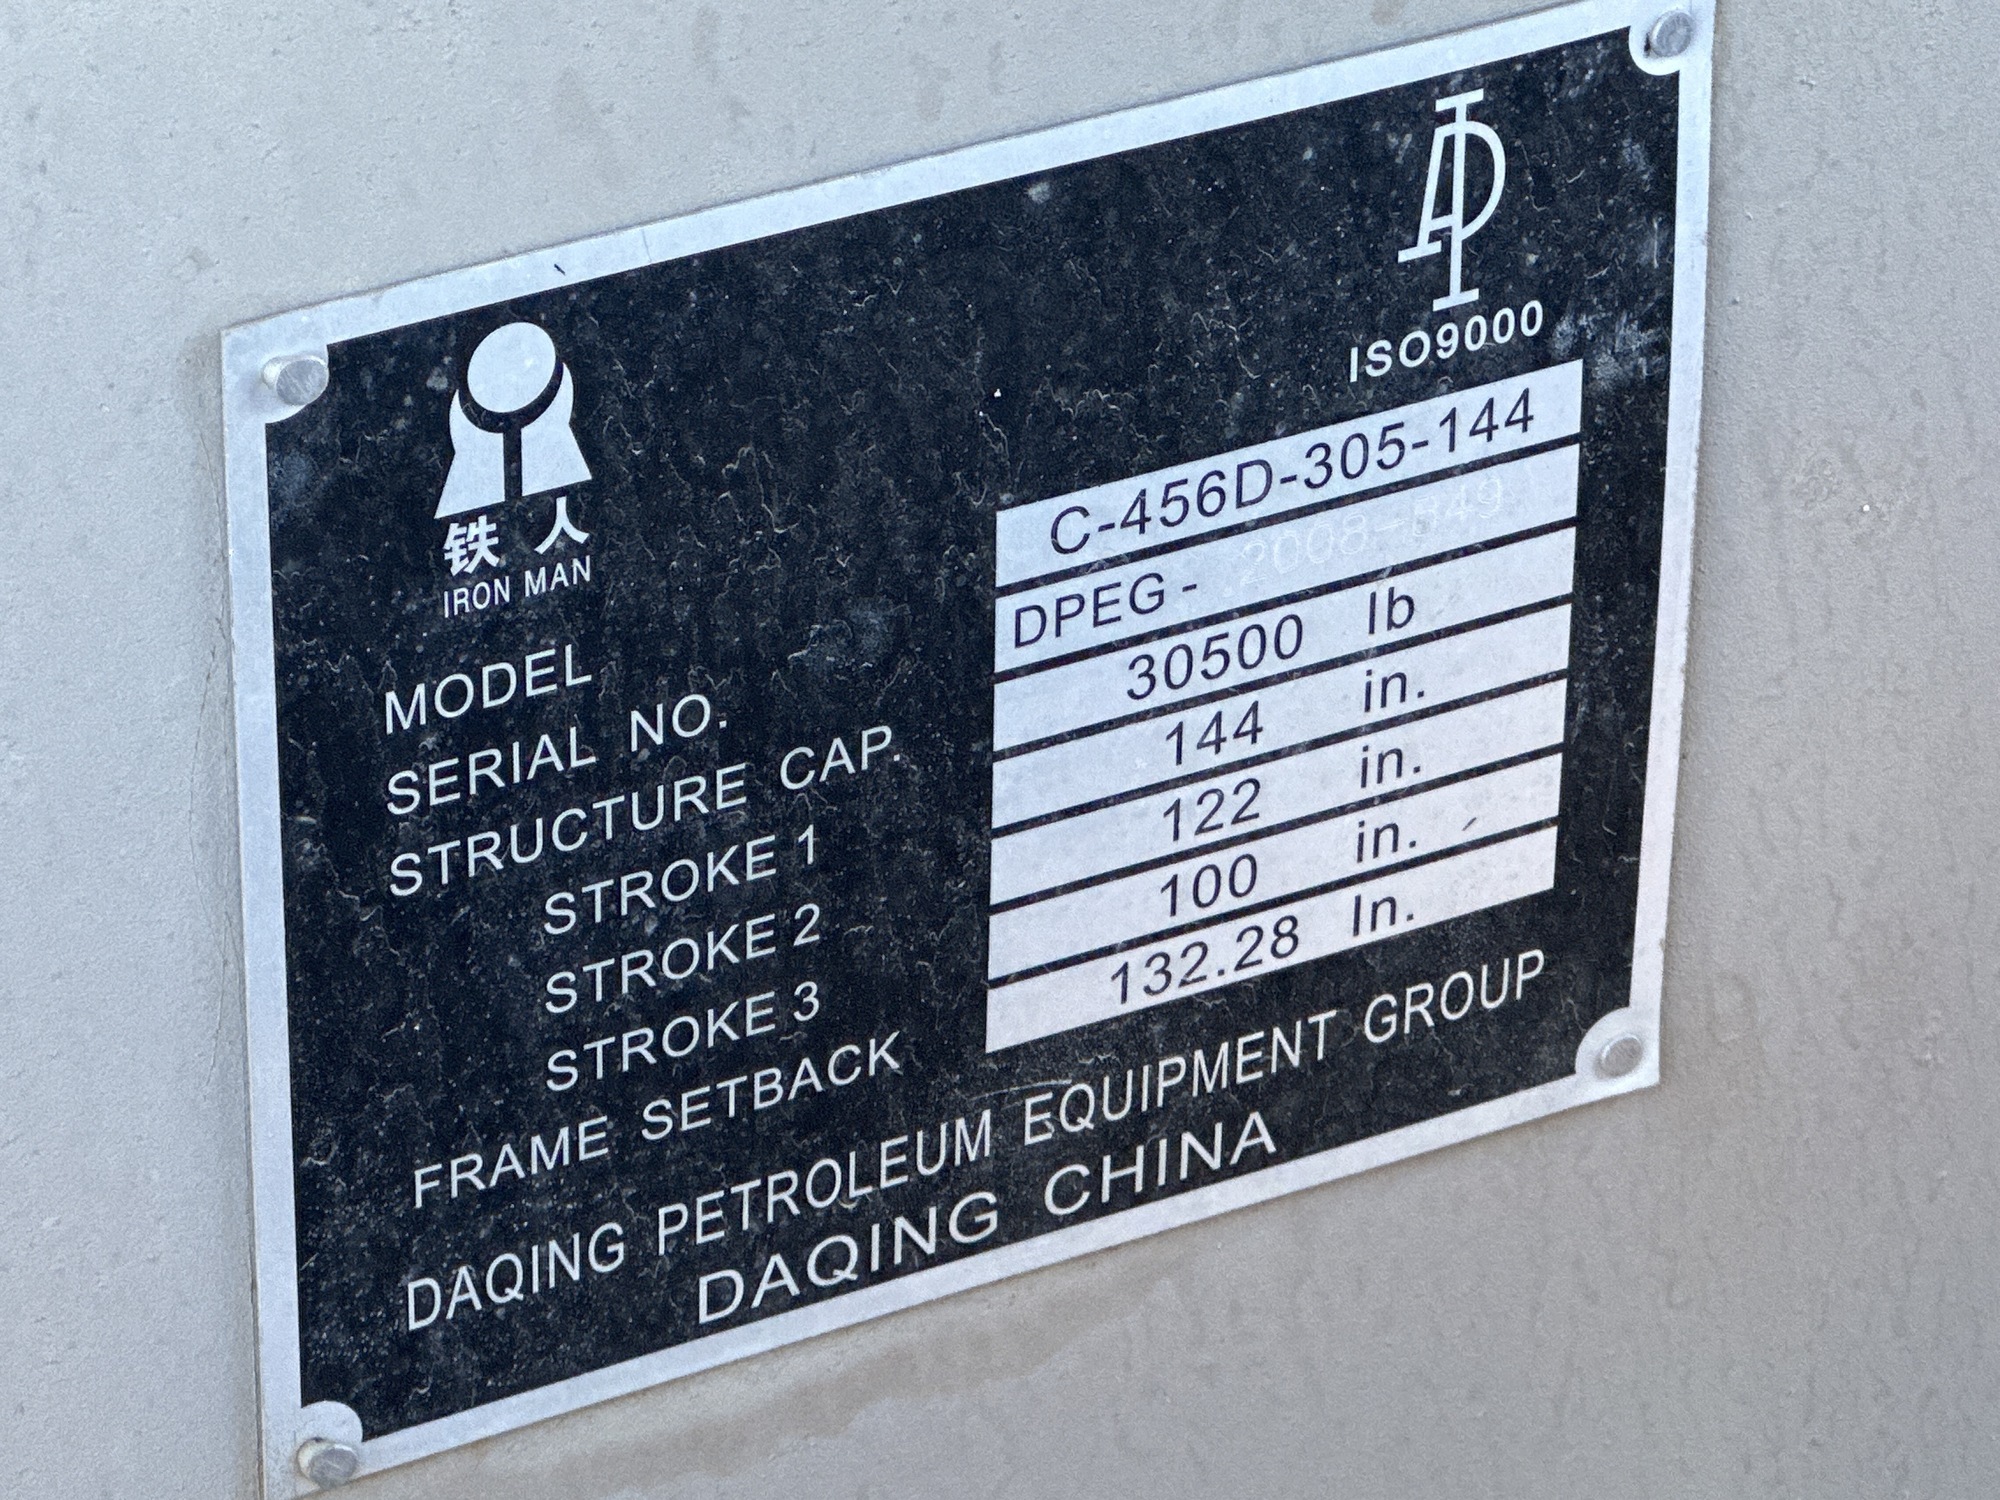 API
ISO9000
铁人
IRON MAN
MODEL C-456D-305-144
SERIAL NO. DPEG-
STRUCTURE CAP. 30500 lb
STROKE 1 144 in.
STROKE 2 122 in.
STROKE 3 100 in.
FRAME SETBACK 132.28 In.
DAQING PETROLEUM EQUIPMENT GROUP
DAQING CHINA